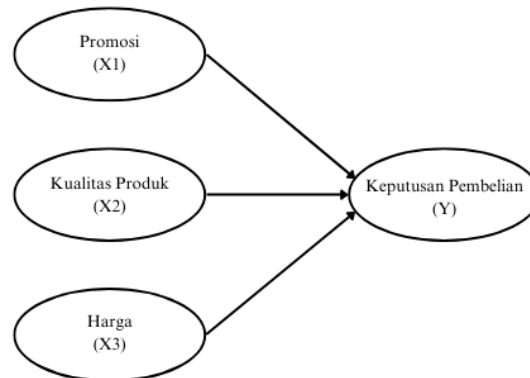 Promosi
(X1)
Kualitas Produk
(X2)
Keputusan Pembelian
(Y)
Harga
(X3)